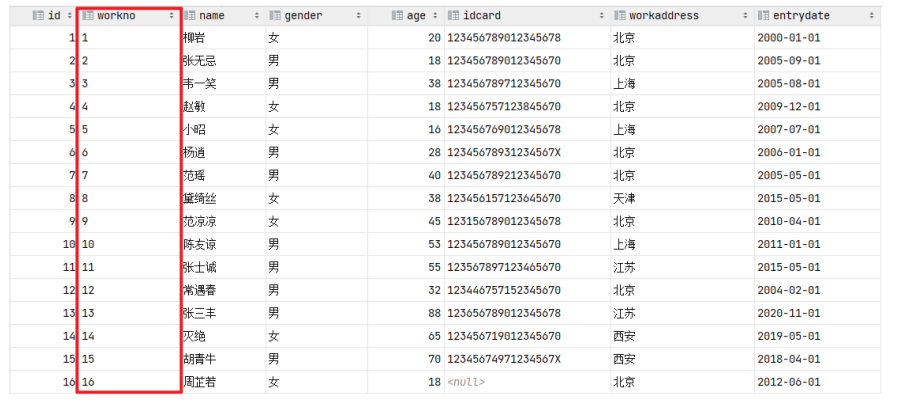 id workno name gender age idcard workaddress entrydate
1 1 柳岩 女 20 123456789012345678 北京 2000-01-01
2 2 张无忌 男 18 123456789012345670 北京 2005-09-01
3 3 韦一笑 男 38 123456789712345670 上海 2005-08-01
4 4 赵敏 女 18 123456757123845670 北京 2009-12-01
5 5 小昭 女 16 123456769012345678 上海 2007-07-01
6 6 杨逍 男 28 12345678931234567X 北京 2006-01-01
7 7 范瑶 男 40 123456789212345670 北京 2005-05-01
8 8 黛绮丝 女 38 123456157123645670 天津 2015-05-01
9 9 范凉凉 女 45 123156789012345678 北京 2010-04-01
10 10 陈友谅 男 53 123456789012345670 上海 2011-01-01
11 11 张士诚 男 55 123567897123465670 江苏 2015-05-01
12 12 常遇春 男 32 123446757152345670 北京 2004-02-01
13 13 张三丰 男 88 123656789012345678 江苏 2020-11-01
14 14 灭绝 女 65 123456719012345670 西安 2019-05-01
15 15 胡青牛 男 70 12345674971234567X 西安 2018-04-01
16 16 周芷若 女 18 <null> 北京 2012-06-01